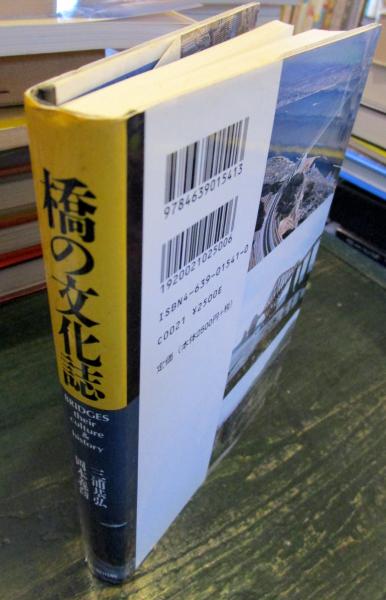 橋の文化誌
BRIDGES
their
culture &
history
三浦基弘
岡本義喬
9784639015413
1920021025006
ISBN4-639-01541-0
C0021 ¥2500E
定価(本体2500円+税)